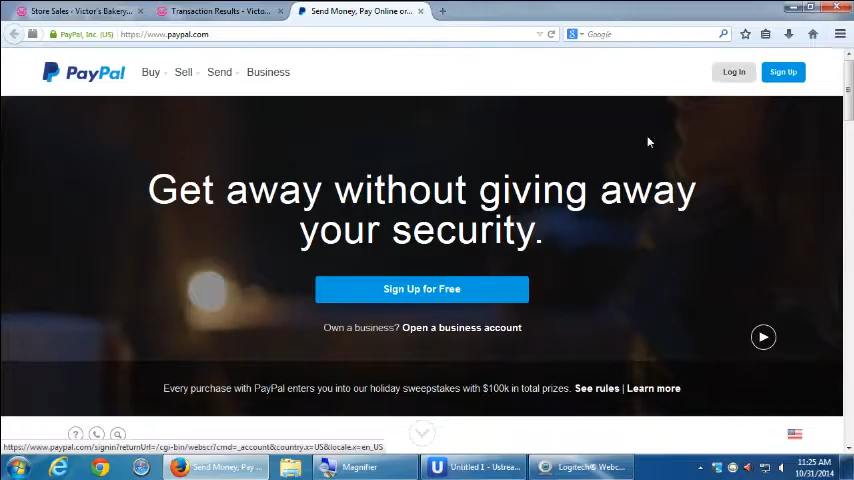 Store Sales - Victor's Bakery...
Transaction Results - Victo...
Send Money, Pay Online or...
PayPal, Inc. (US)
https://www.paypal.com
Google
PayPal
Buy
Sell
Send
Business
Log In
Sign Up
Get away without giving away
your security.
Sign Up for Free
Own a business? Open a business account
Every purchase with PayPal enters you into our holiday sweepstakes with $100k in total prizes. See rules | Learn more
https://www.paypal.com/signin?returnUrl=/cgi-bin/webscr?cmd=_account&country.x=US&locale.x=en_US
Send Money, Pay ...
Magnifier
Untitled 1 - Ustrea...
Logitech® Webc...
11:25 AM
10/31/2014